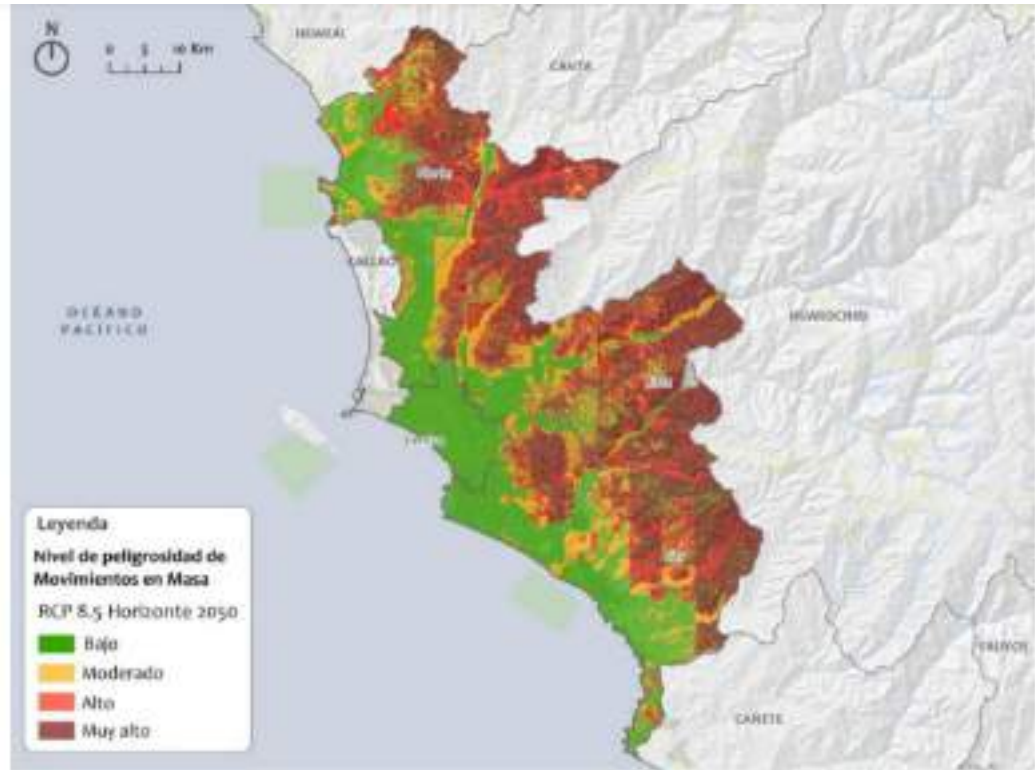 N
0 5 10 Km
HUARAL
CANTA
CALLAO
OCÉANO
PACÍFICO
HUAROCHIRÍ
Leyenda
Nivel de peligrosidad de
Movimientos en Masa
RCP 8.5 Horizonte 2050
Bajo
Moderado
Alto
Muy alto
YAUYOS
CAÑETE